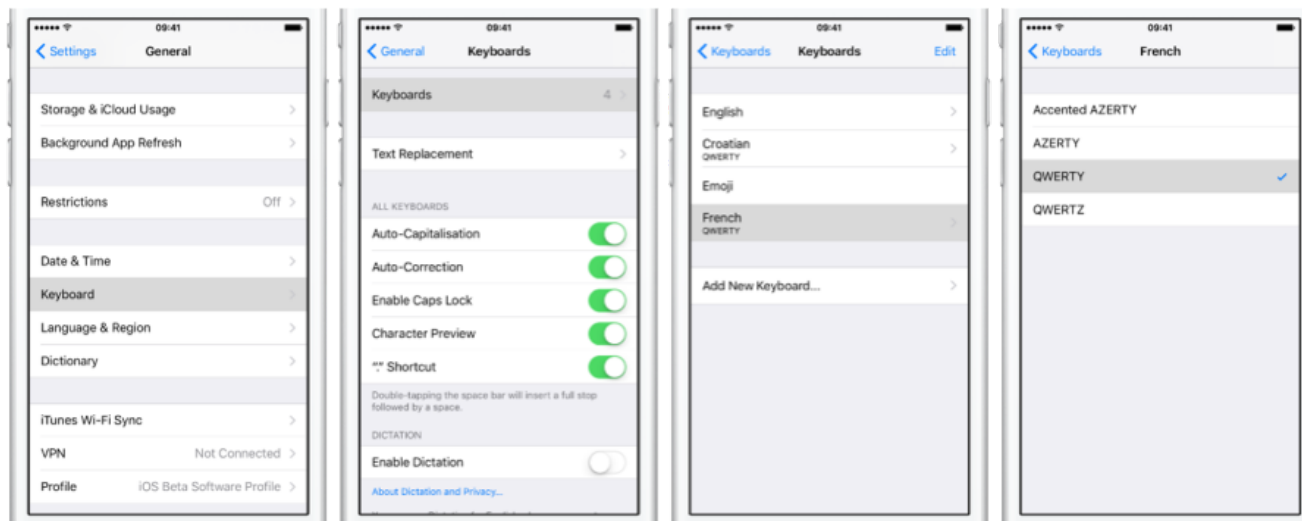 09:41
Settings
General
Storage & iCloud Usage
Background App Refresh
Restrictions
Off
Date & Time
Keyboard
Language & Region
Dictionary
iTunes Wi-Fi Sync
VPN
Not Connected
Profile
iOS Beta Software Profile
09:41
General
Keyboards
Keyboards
4
Text Replacement
ALL KEYBOARDS
Auto-Capitalisation
Auto-Correction
Enable Caps Lock
Character Preview
“.” Shortcut
Double-tapping the space bar will insert a full stop
followed by a space.
DICTATION
Enable Dictation
About Dictation and Privacy...
09:41
Keyboards
Keyboards
Edit
English
Croatian
QWERTY
Emoji
French
QWERTY
Add New Keyboard...
09:41
Keyboards
French
Accented AZERTY
AZERTY
QWERTY
QWERTZ